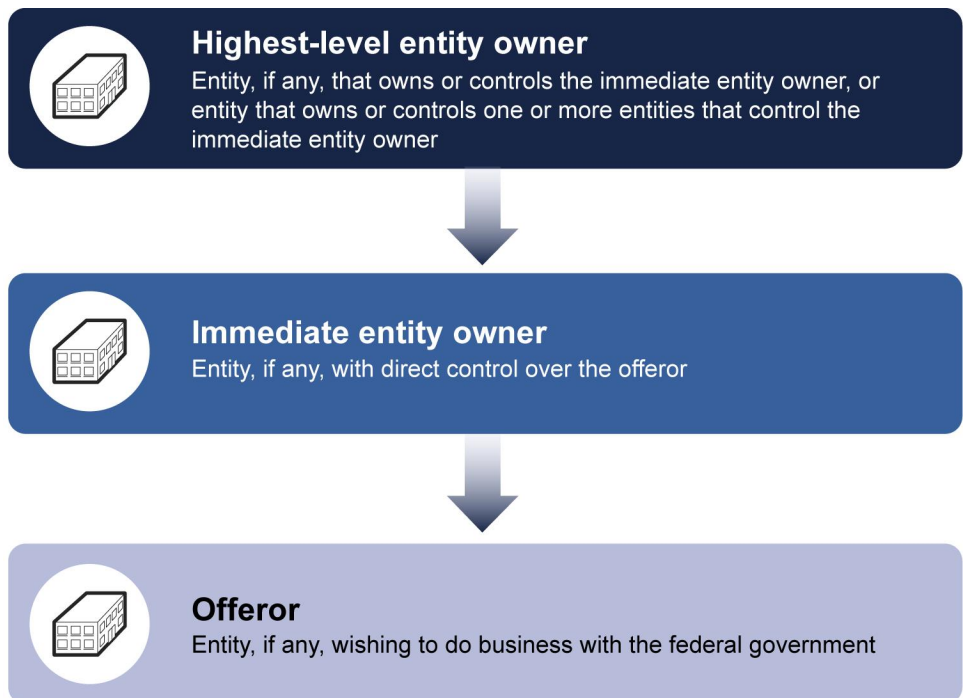 Highest-level entity owner
Entity, if any, that owns or controls the immediate entity owner, or
entity that owns or controls one or more entities that control the
immediate entity owner
Immediate entity owner
Entity, if any, with direct control over the offeror
Offeror
Entity, if any, wishing to do business with the federal government